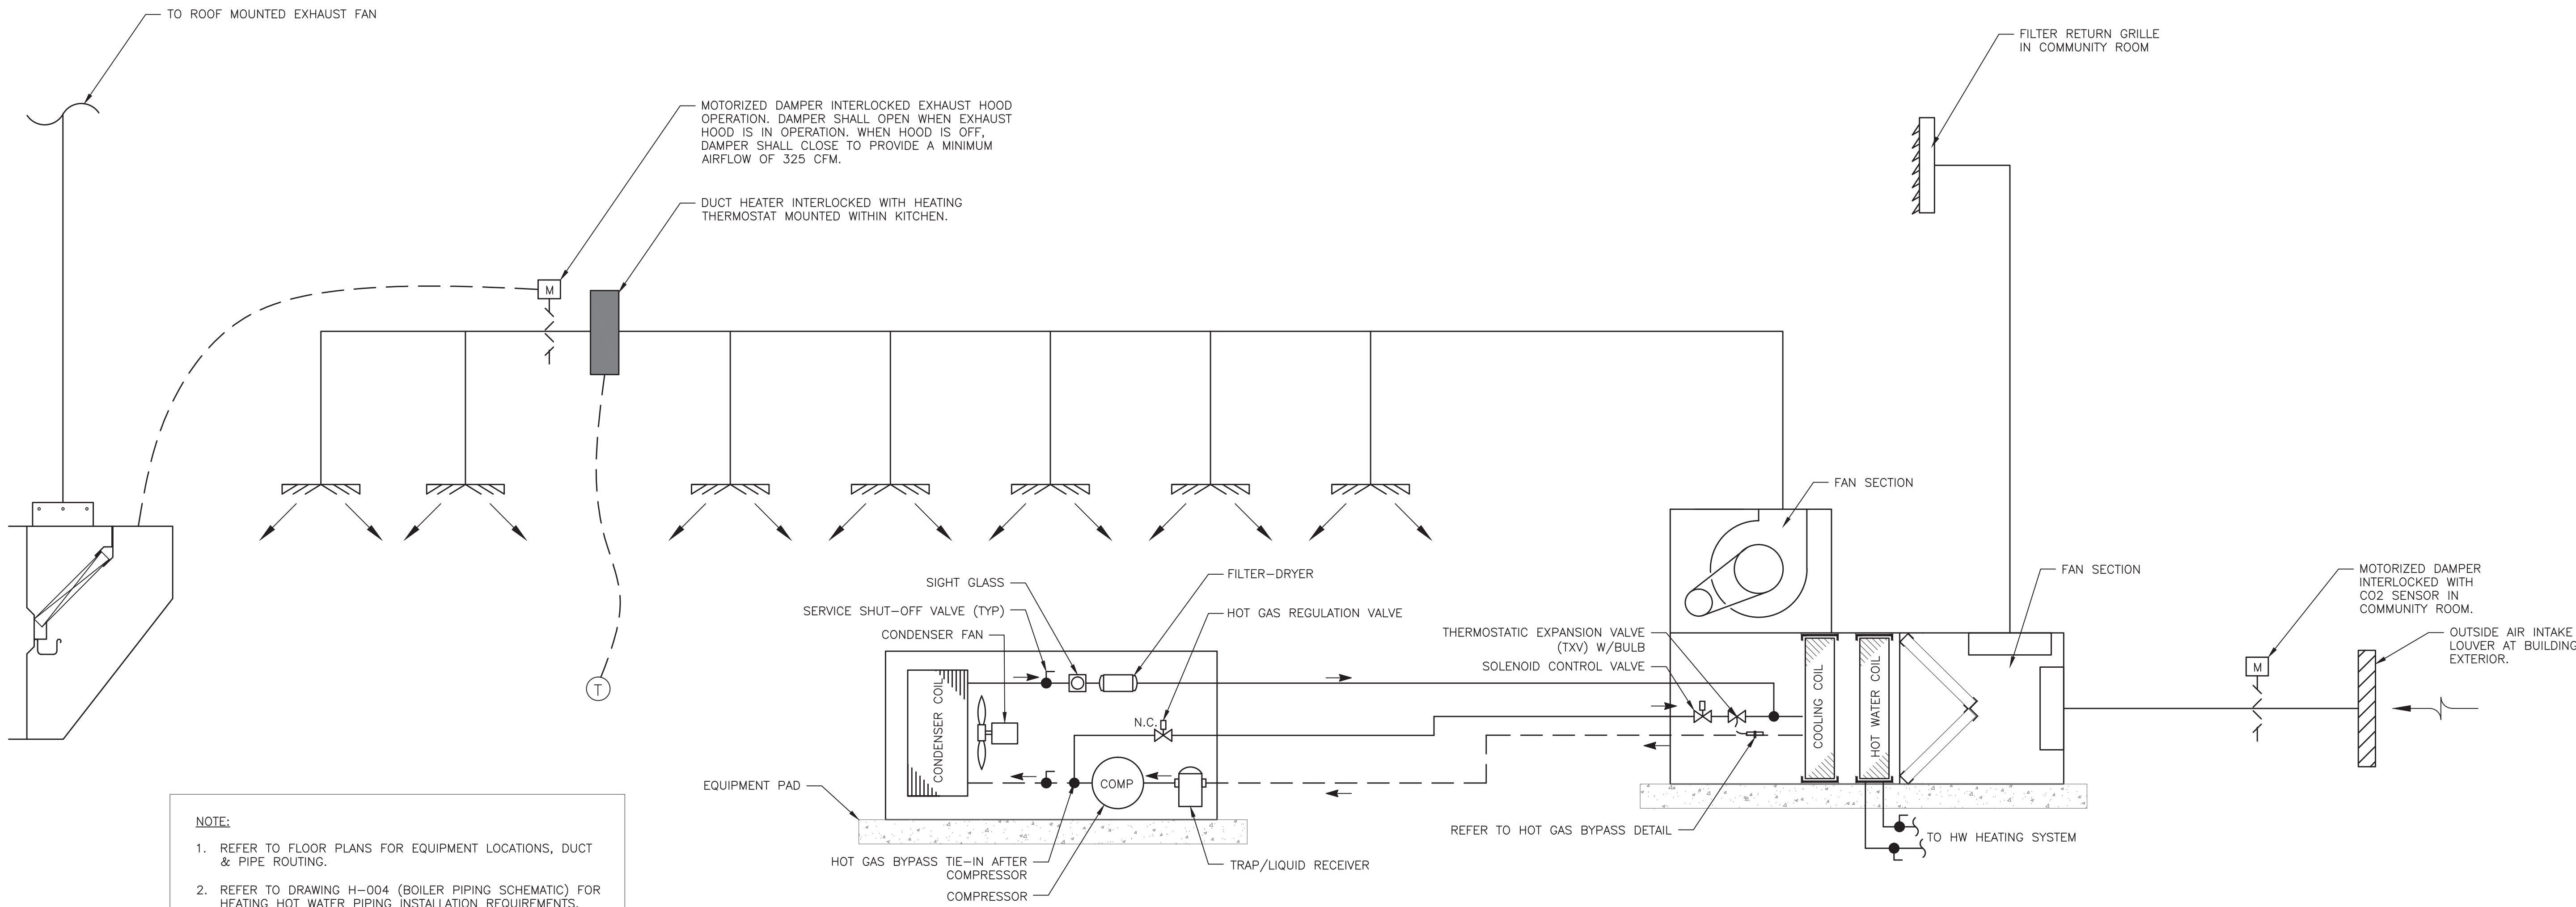 TO ROOF MOUNTED EXHAUST FAN
FILTER RETURN GRILLE
IN COMMUNITY ROOM
MOTORIZED DAMPER INTERLOCKED EXHAUST HOOD
OPERATION. DAMPER SHALL OPEN WHEN EXHAUST
HOOD IS IN OPERATION. WHEN HOOD IS OFF,
DAMPER SHALL CLOSE TO PROVIDE A MINIMUM
AIRFLOW OF 325 CFM.
DUCT HEATER INTERLOCKED WITH HEATING
THERMOSTAT MOUNTED WITHIN KITCHEN.
M
T
FAN SECTION
FAN SECTION
MOTORIZED DAMPER
INTERLOCKED WITH
CO2 SENSOR IN
COMMUNITY ROOM.
OUTSIDE AIR INTAKE
LOUVER AT BUILDING
EXTERIOR.
M
SIGHT GLASS
FILTER-DRYER
SERVICE SHUT-OFF VALVE (TYP)
HOT GAS REGULATION VALVE
CONDENSER FAN
THERMOSTATIC EXPANSION VALVE
(TXV) W/BULB
SOLENOID CONTROL VALVE
CONDENSER COIL
N.C.
COMP
COOLING COIL
HOT WATER COIL
EQUIPMENT PAD
REFER TO HOT GAS BYPASS DETAIL
TO HW HEATING SYSTEM
HOT GAS BYPASS TIE-IN AFTER
COMPRESSOR
TRAP/LIQUID RECEIVER
COMPRESSOR
NOTE:
1. REFER TO FLOOR PLANS FOR EQUIPMENT LOCATIONS, DUCT
& PIPE ROUTING.
2. REFER TO DRAWING H-004 (BOILER PIPING SCHEMATIC) FOR
HEATING HOT WATER PIPING INSTALLATION REQUIREMENTS.